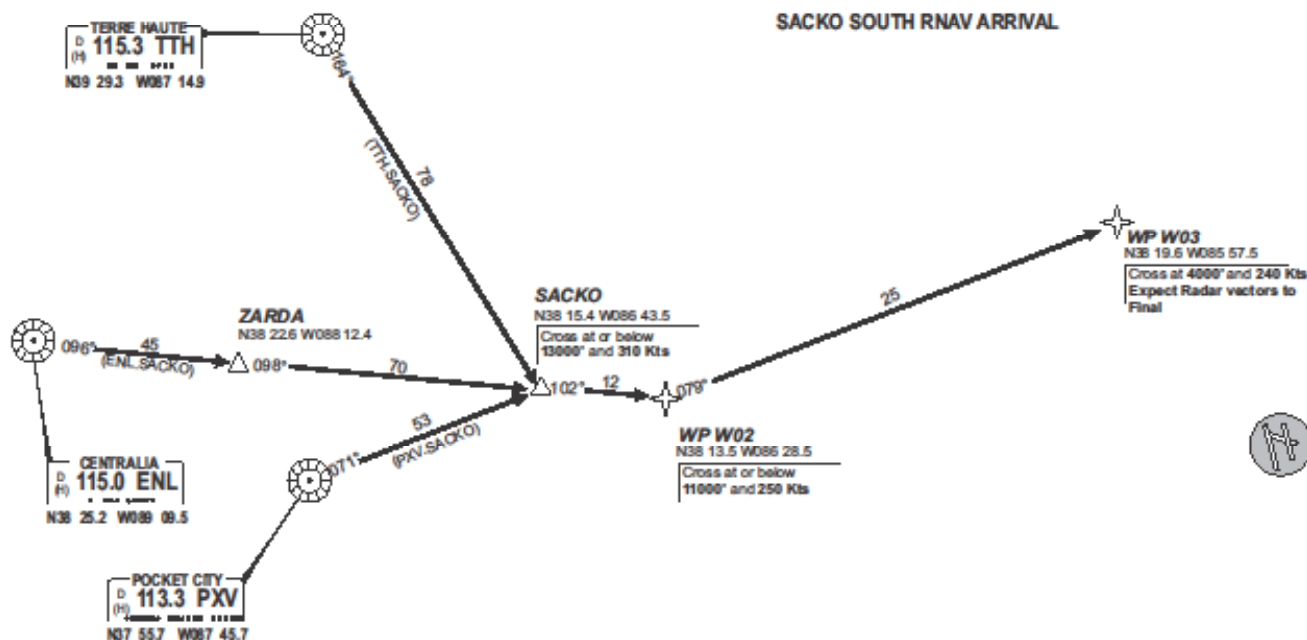 SACKO SOUTH RNAV ARRIVAL
TERRE HAUTE
D
(H) 115.3 TTH
N39 29.3 W087 14.9
164°
78
(TTH.SACKO)
WP W03
N38 19.6 W085 57.5
Cross at 4000' and 240 Kts
Expect Radar vectors to
Final
25
SACKO
N38 15.4 W086 43.5
Cross at or below
13000' and 310 Kts
ZARDA
N38 22.6 W088 12.4
096°
45
(ENL.SACKO)
098°
70
102°
12
079°
53
(PXV.SACKO)
071°
WP W02
N38 13.5 W086 28.5
Cross at or below
11000' and 250 Kts
CENTRALIA
D
(H) 115.0 ENL
N38 25.2 W089 09.5
POCKET CITY
D
(H) 113.3 PXV
N37 55.7 W087 45.7